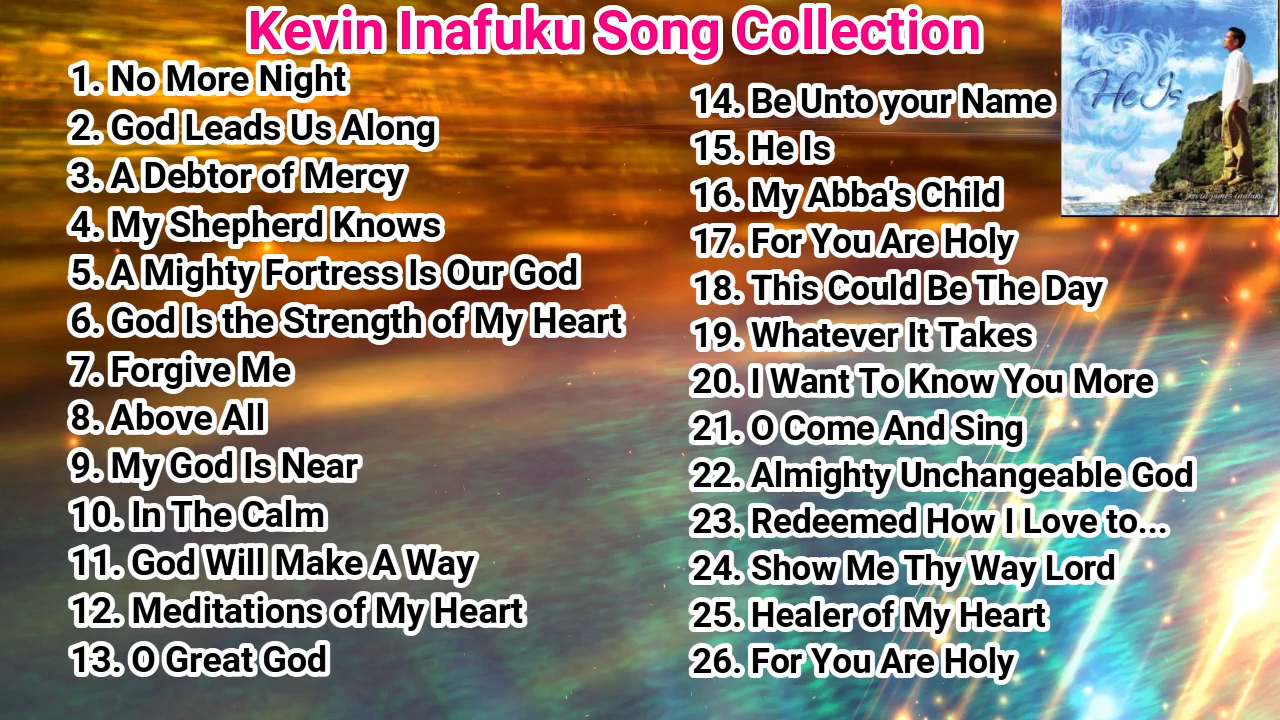 Kevin Inafuku Song Collection
1. No More Night
2. God Leads Us Along
3. A Debtor of Mercy
4. My Shepherd Knows
5. A Mighty Fortress Is Our God
6. God Is the Strength of My Heart
7. Forgive Me
8. Above All
9. My God Is Near
10. In The Calm
11. God Will Make A Way
12. Meditations of My Heart
13. O Great God
14. Be Unto your Name
15. He Is
16. My Abba's Child
17. For You Are Holy
18. This Could Be The Day
19. Whatever It Takes
20. I Want To Know You More
21. O Come And Sing
22. Almighty Unchangeable God
23. Redeemed How I Love to...
24. Show Me Thy Way Lord
25. Healer of My Heart
26. For You Are Holy
He Is
kevin james inafuku